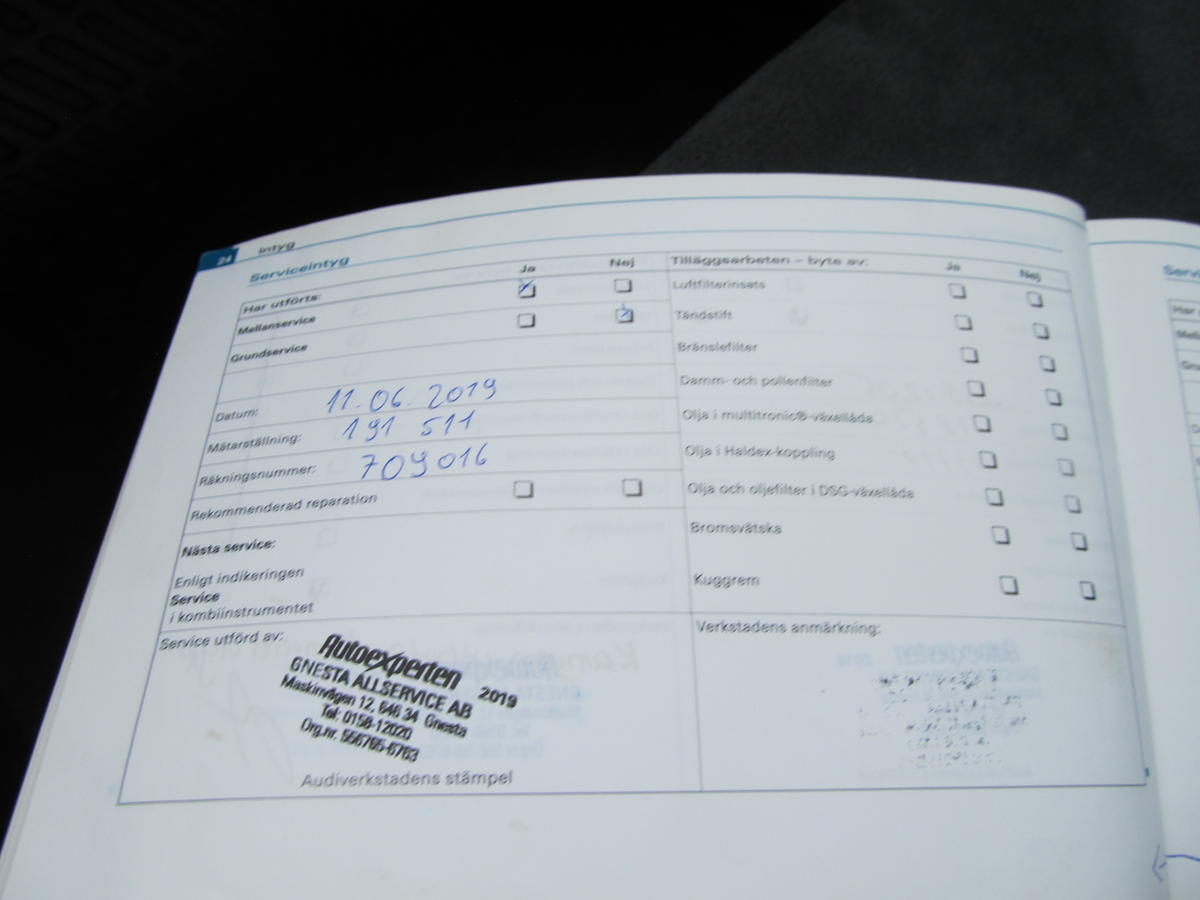 24 Intyg
Serviceintyg
Har utförts: Ja Nej
Mellanservice
Grundservice
Datum: 11.06.2019
Mätarställning: 191 511
Räkningsnummer: 709016
Rekommenderad reparation
Nästa service:
Enligt indikeringen
Service
i kombiinstrumentet
Service utförd av:
Autoexperten
GNESTA ALLSERVICE AB 2019
Maskinvägen 12, 646 34 Gnesta
Tel: 0158-12020
Org.nr. 556765-6763
Audiverkstadens stämpel
Tilläggsarbeten – byte av: Ja Nej
Luftfilterinsats
Tändstift
Bränslefilter
Damm- och pollenfilter
Olja i multitronic®-växellåda
Olja i Haldex-koppling
Olja och oljefilter i DSG-växellåda
Bromsvätska
Kuggrem
Verkstadens anmärkning: